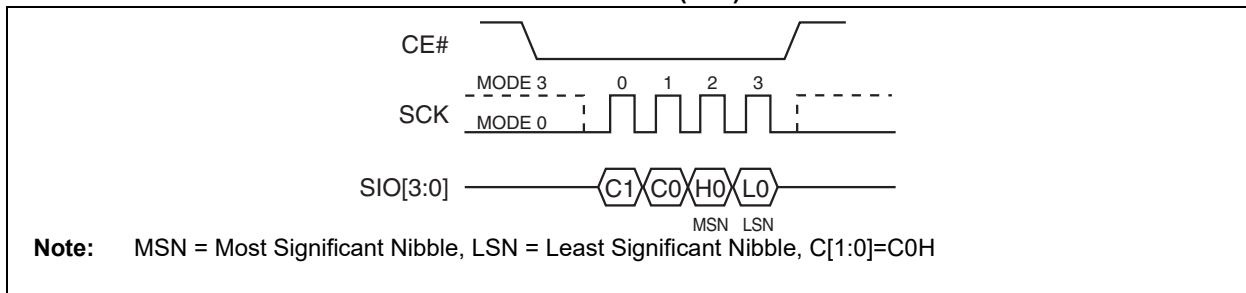 CE#
MODE 3 0 1 2 3
SCK
MODE 0
SIO[3:0] C1 C0 H0 L0
MSN LSN
Note: MSN = Most Significant Nibble, LSN = Least Significant Nibble, C[1:0]=C0H